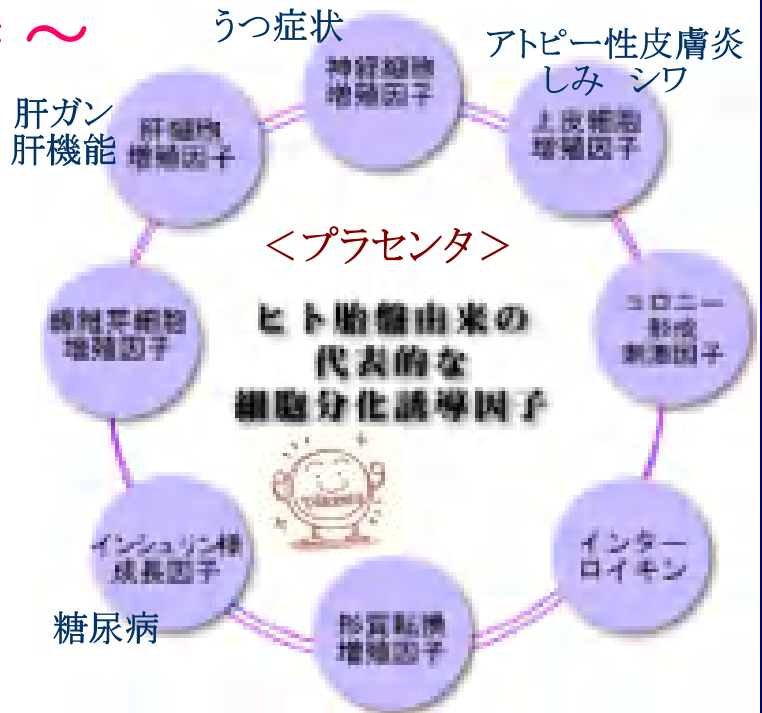 ～
うつ症状
神経細胞
増殖因子
アトピー性皮膚炎
しみ シワ
上皮細胞
増殖因子
肝ガン
肝機能
肝細胞
増殖因子
＜プラセンタ＞
ヒト胎盤由来の
代表的な
細胞分化誘導因子
線維芽細胞
増殖因子
コロニー
形成
刺激因子
インシュリン様
成長因子
糖尿病
インター
ロイキン
形質転換
増殖因子